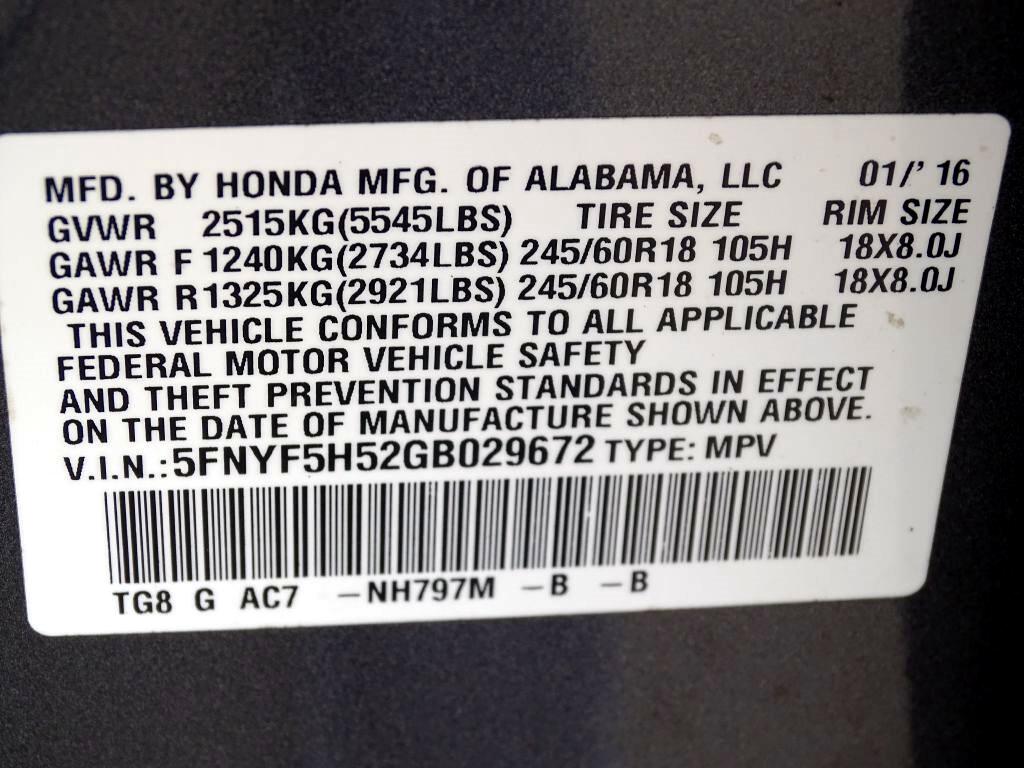 MFD. BY HONDA MFG. OF ALABAMA, LLC 01/'16
GVWR 2515KG(5545LBS) TIRE SIZE RIM SIZE
GAWR F 1240KG(2734LBS) 245/60R18 105H 18X8.0J
GAWR R1325KG(2921LBS) 245/60R18 105H 18X8.0J
THIS VEHICLE CONFORMS TO ALL APPLICABLE
FEDERAL MOTOR VEHICLE SAFETY
AND THEFT PREVENTION STANDARDS IN EFFECT
ON THE DATE OF MANUFACTURE SHOWN ABOVE.
V.I.N.:5FNYF5H52GB029672 TYPE: MPV
TG8 G AC7 -NH797M -B -B